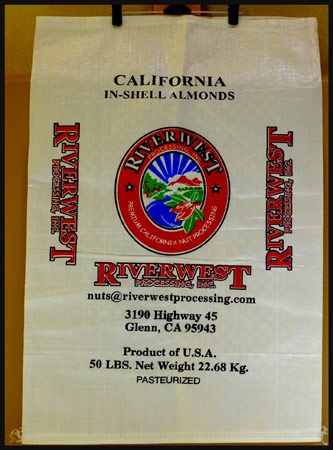 CALIFORNIA
IN-SHELL ALMONDS
RIVERWEST
PROCESSING
PREMIUM CALIFORNIA NUT PROCESSING
RIVERWEST
PROCESSING, INC.
RIVERWEST
PROCESSING, INC.
RIVERWEST
PROCESSING, INC.
nuts@riverwestprocessing.com
3190 Highway 45
Glenn, CA 95943
Product of U.S.A.
50 LBS. Net Weight 22.68 Kg.
PASTEURIZED